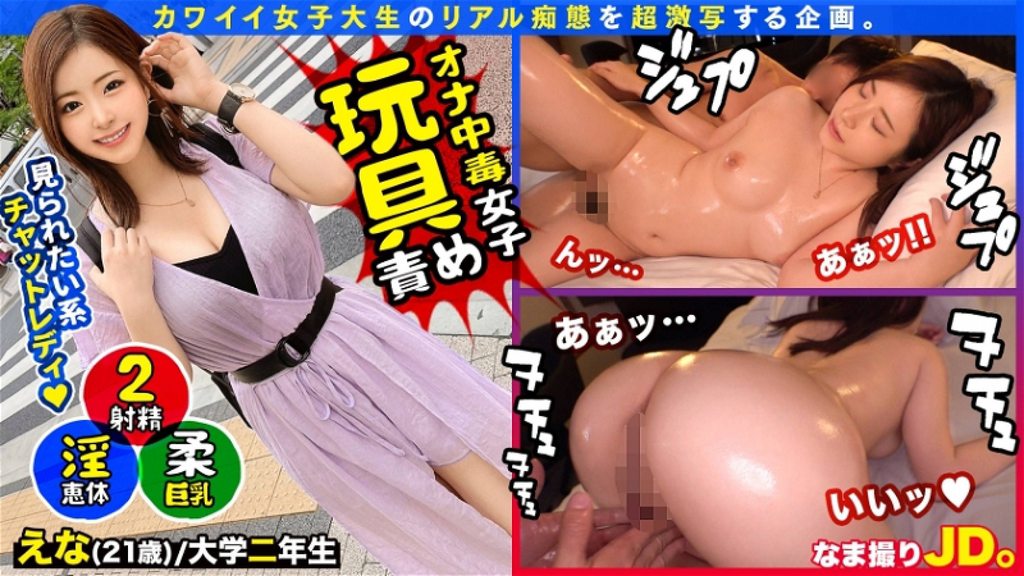 カワイイ女子大生のリアル痴態を超激写する企画。
オナ中毒女子
玩具責め
見られたい系
チャットレディ♥
2
射精
淫
恵体
柔
巨乳
えな(21歳)/大学二年生
ジュプ
ジュプ
んッ…
あぁッ!!
あぁッ…
ヌチュ
ヌチュ
ヌチュ
いいッ♥
なま撮りJD。